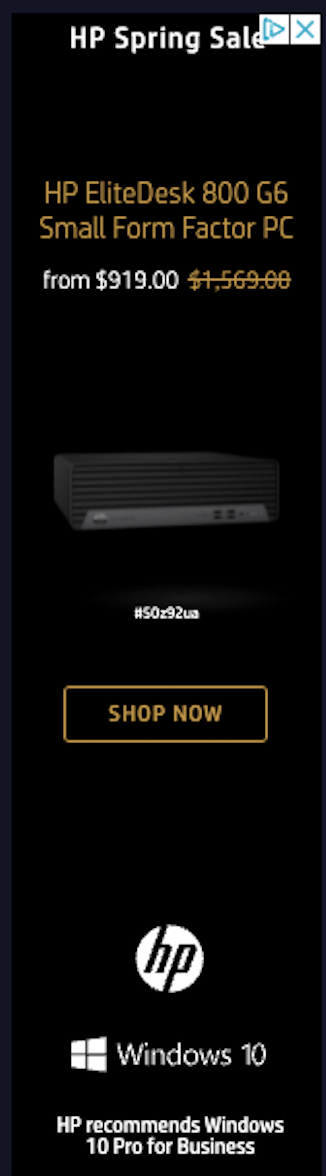 HP Spring Sale
HP EliteDesk 800 G6
Small Form Factor PC
from $919.00 $1,569.00
#50z92ua
SHOP NOW
hp
Windows 10
HP recommends Windows
10 Pro for Business